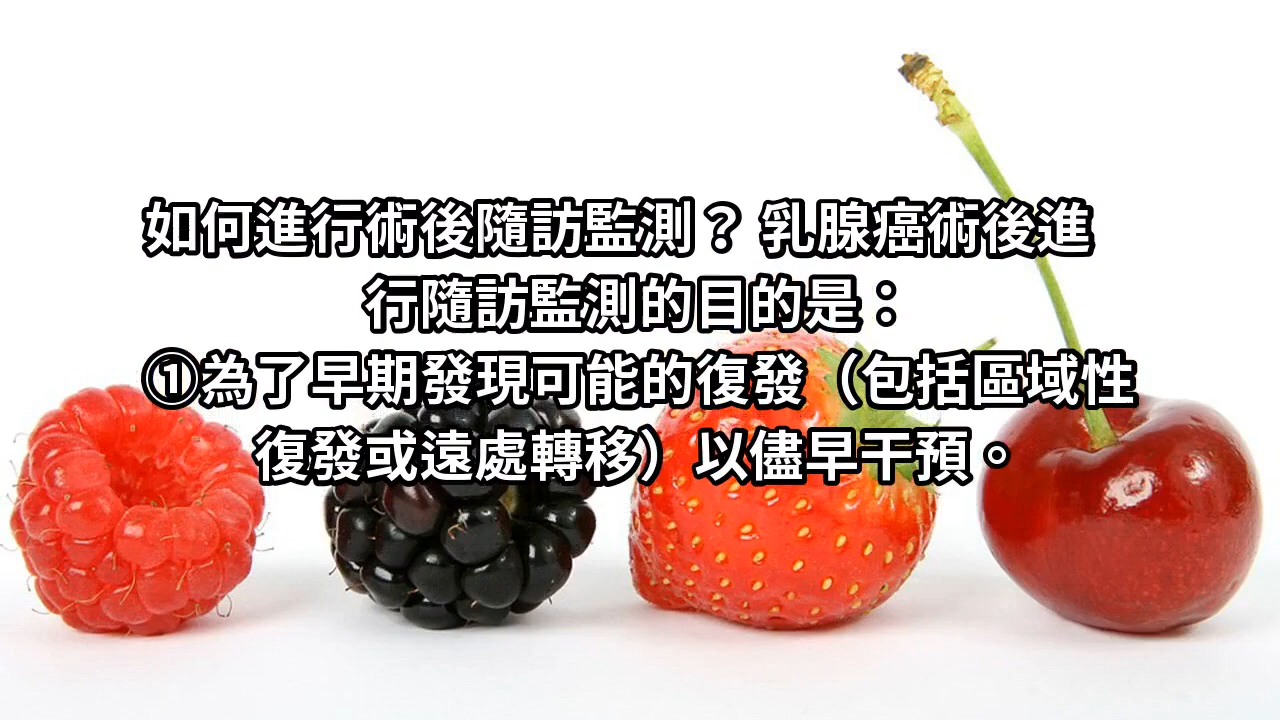 如何進行術後隨訪監測？ 乳腺癌術後進
行隨訪監測的目的是：
①為了早期發現可能的復發（包括區域性
復發或遠處轉移）以儘早干預。